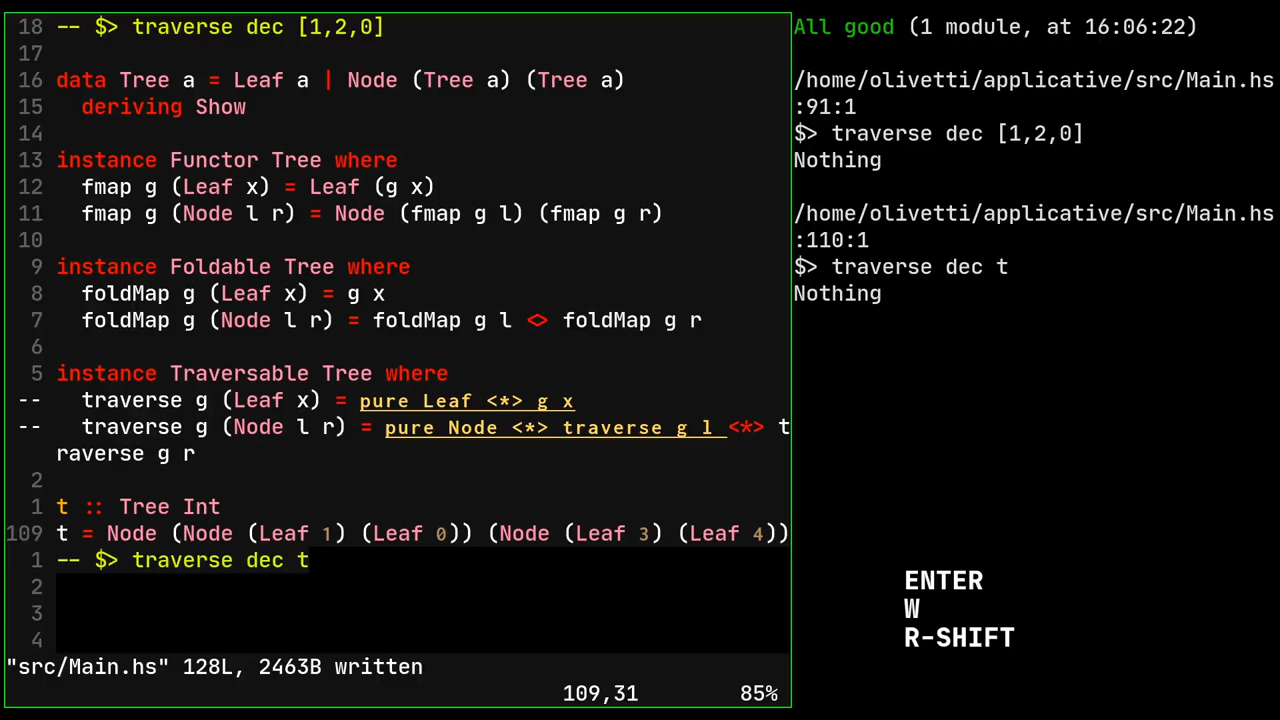 18 -- $> traverse dec [1,2,0]
17
16 data Tree a = Leaf a | Node (Tree a) (Tree a)
15   deriving Show
14
13 instance Functor Tree where
12   fmap g (Leaf x) = Leaf (g x)
11   fmap g (Node l r) = Node (fmap g l) (fmap g r)
10
9 instance Foldable Tree where
8   foldMap g (Leaf x) = g x
7   foldMap g (Node l r) = foldMap g l <> foldMap g r
6
5 instance Traversable Tree where
--   traverse g (Leaf x) = pure Leaf <*> g x
--   traverse g (Node l r) = pure Node <*> traverse g l <*> t
raverse g r
2
1 t :: Tree Int
109 t = Node (Node (Leaf 1) (Leaf 0)) (Node (Leaf 3) (Leaf 4))
1 -- $> traverse dec t
2
3
4
"src/Main.hs" 128L, 2463B written
109,31 85%
All good (1 module, at 16:06:22)
/home/olivetti/applicative/src/Main.hs
:91:1
$> traverse dec [1,2,0]
Nothing
/home/olivetti/applicative/src/Main.hs
:110:1
$> traverse dec t
Nothing
ENTER
W
R-SHIFT